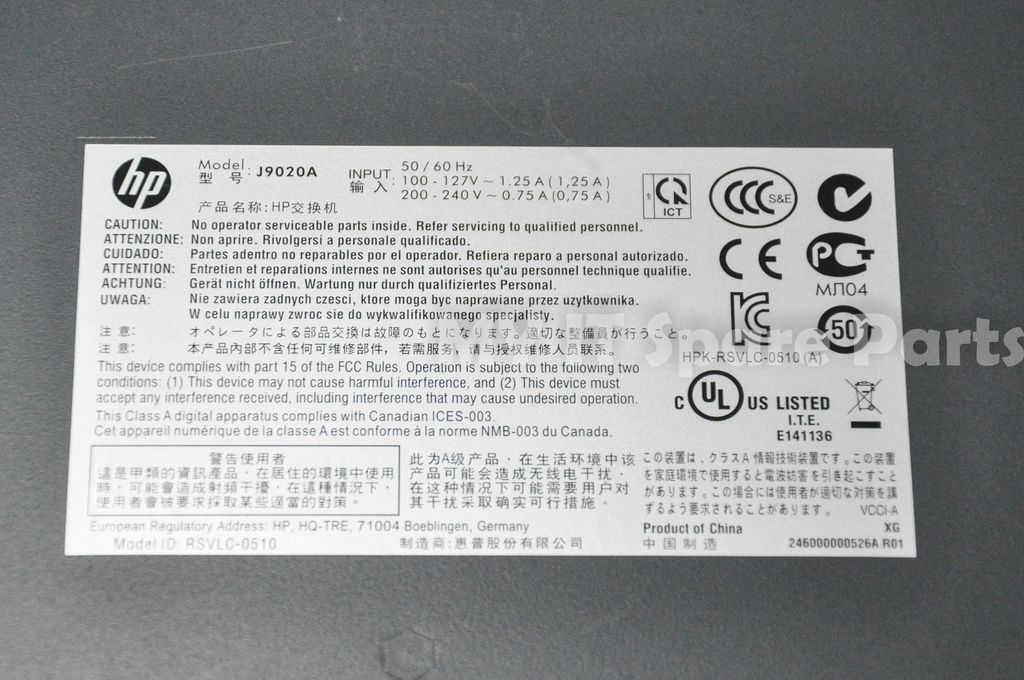 hp
Model 型 号: J9020A
INPUT 输 入: 50 / 60 Hz
100 - 127V ~ 1.25 A ( 1,25 A )
200 - 240V ~ 0.75 A (0,75 A )
产品名称: HP交换机
ICT
CCC S&E
CAUTION: No operator serviceable parts inside. Refer servicing to qualified personnel.
ATTENZIONE: Non aprire. Rivolgersi a personale qualificado.
CUIDADO: Partes adentro no reparables por el operador. Refiera reparo a personal autorizado.
ATTENTION: Entretien et reparations internes ne sont autorises qu'au personnel technique qualifie.
ACHTUNG: Gerät nicht öffnen. Wartung nur durch qualifiziertes Personal.
UWAGA: Nie zawiera zadnych czesci, ktore moga byc naprawiane przez uzytkownika.
W celu naprawy zwroc sie do wykwalifikowanego specjalisty.
注意: オペレータによる部品交換は故障のもとになります。適切な整備員が行うこと。
注意: 本产品内部不含任何可维修部件，若需服务，请与授权维修人员联系。
This device complies with part 15 of the FCC Rules. Operation is subject to the following two
conditions: (1) This device may not cause harmful interference, and (2) This device must
accept any interference received, including interference that may cause undesired operation.
This Class A digital apparatus complies with Canadian ICES-003.
Cet appareil numérique de la classe A est conforme à la norme NMB-003 du Canada.
CE
МЛ04
50
HPK-RSVLC-0510 (A)
C UL US LISTED
I.T.E.
E141136
警告使用者
這是甲類的資訊產品，在居住的環境中使用
時，可能會造成射頻干擾，在這種情況下，
使用者會被要求採取某些適當的對策。
此为A级产品，在生活环境中该
产品可能会造成无线电干扰，
在这种情况下可能需要用户对
其干扰采取确实可行措施。
この装置は、クラスA情報技術装置です。この装置
を家庭環境で使用すると電波妨害を引き起こすこと
があります。この場合には使用者が適切な対策を講
ずるよう要求されることがあります。 VCCI-A
European Regulatory Address: HP, HQ-TRE, 71004 Boeblingen, Germany
Model ID: RSVLC-0510
制造商: 惠普股份有限公司
Product of China XG
中国制造 246000000526A R01
Spare Parts